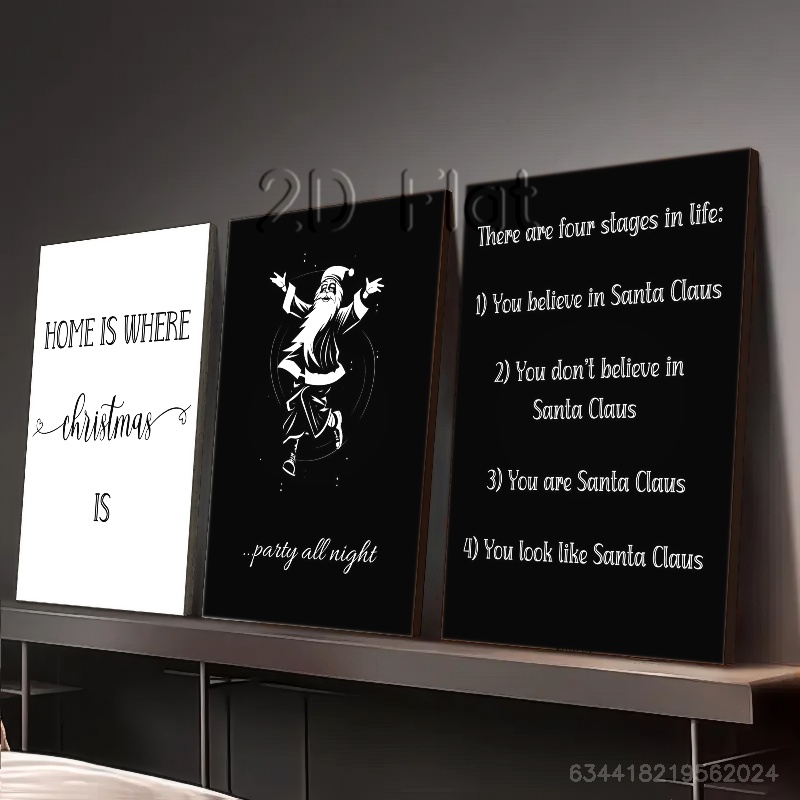 2D Flat
HOME IS WHERE
christmas
IS
...party all night
There are four stages in life:
1) You believe in Santa Claus
2) You don't believe in
Santa Claus
3) You are Santa Claus
4) You look like Santa Claus
634418219562024